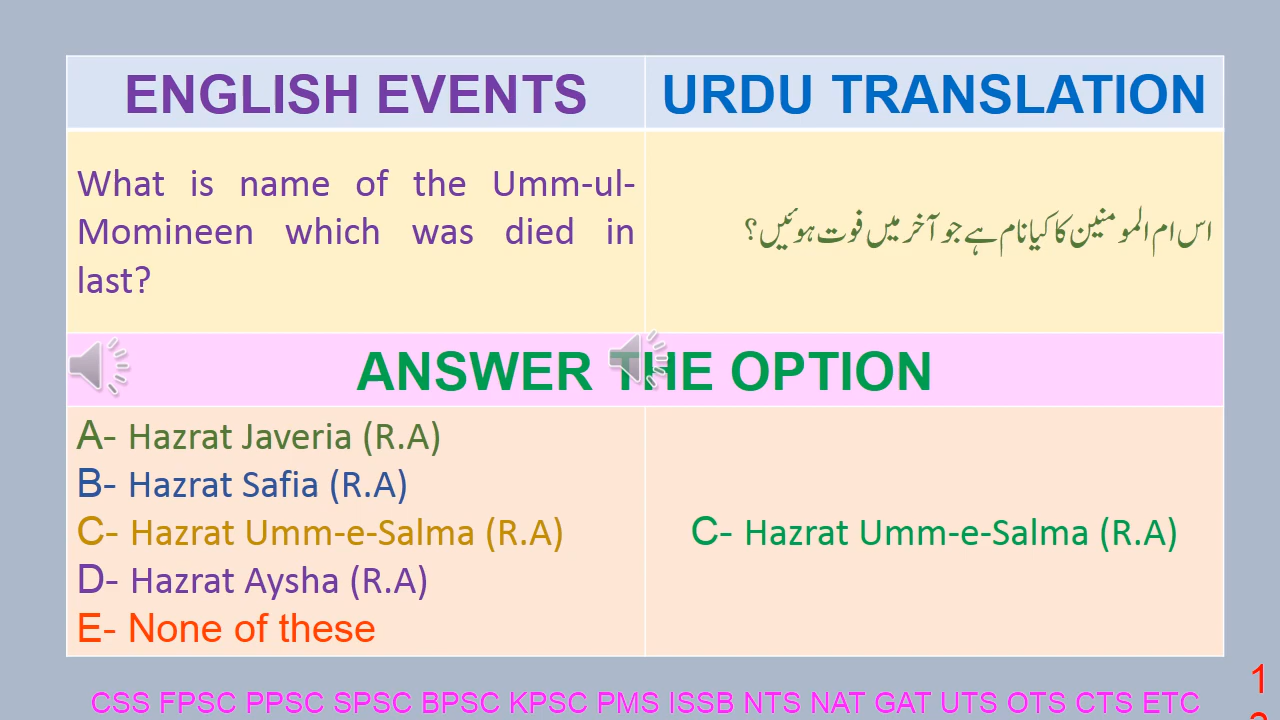 ENGLISH EVENTS
URDU TRANSLATION
What is name of the Umm-ul-
Momineen which was died in
last?
اس ام المومنین کا کیا نام ہے جو آخر میں فوت ہوئیں؟
ANSWER THE OPTION
A- Hazrat Javeria (R.A)
B- Hazrat Safia (R.A)
C- Hazrat Umm-e-Salma (R.A)
D- Hazrat Aysha (R.A)
E- None of these
C- Hazrat Umm-e-Salma (R.A)
CSS FPSC PPSC SPSC BPSC KPSC PMS ISSB NTS NAT GAT UTS OTS CTS ETC
1